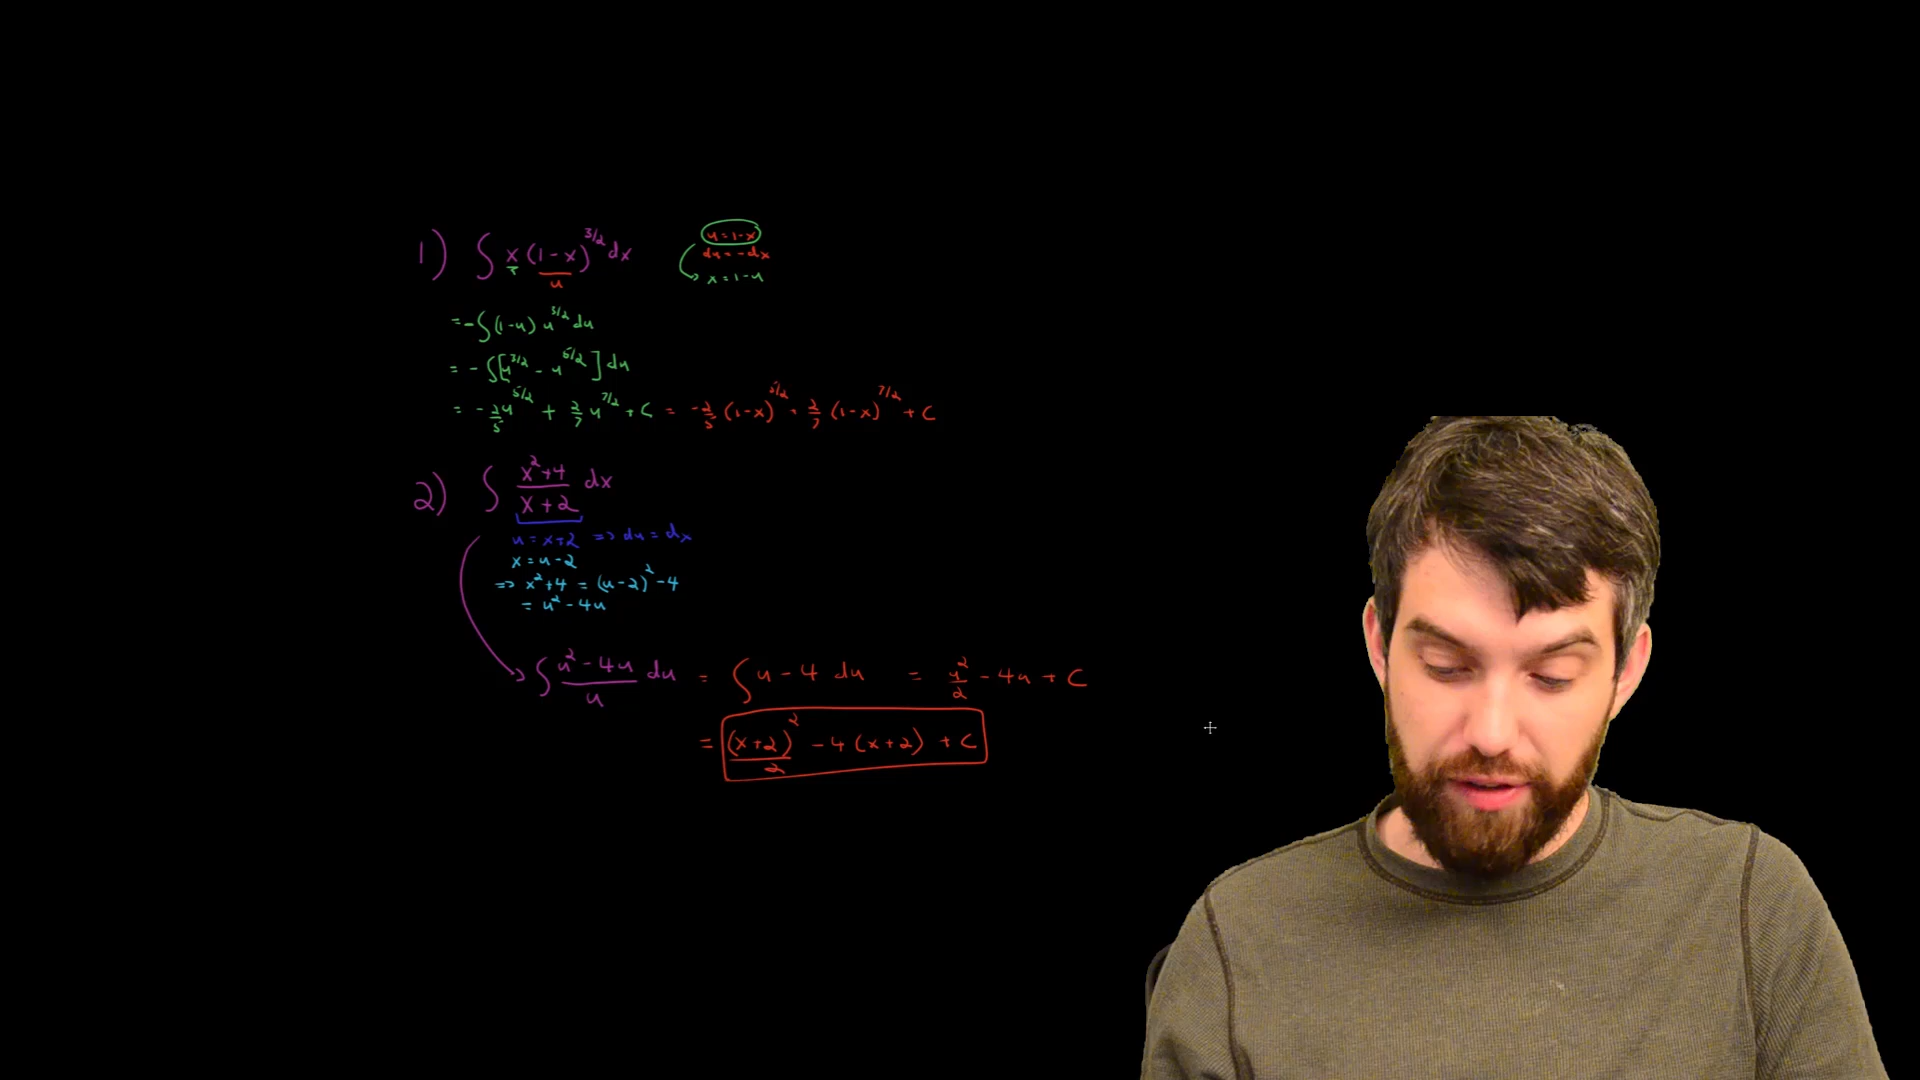 1) ∫ x (1-x)^{3/2} dx
u
u = 1-x
du = -dx
x = 1-u
= -∫ (1-u) u^{3/2} du
= - ∫[u^{3/2} - u^{5/2}] du
= - 2/5 u^{5/2} + 2/7 u^{7/2} + C = -2/5 (1-x)^{5/2} + 2/7 (1-x)^{7/2} + C
2) ∫ (x^2+4)/(x+2) dx
u = x+2 => du = dx
x = u-2
=> x^2+4 = (u-2)^2 -4
= u^2 - 4u
∫ (u^2 - 4u)/u du = ∫ u - 4 du = u^2/2 - 4u + C
= (x+2)^2/2 - 4(x+2) + C